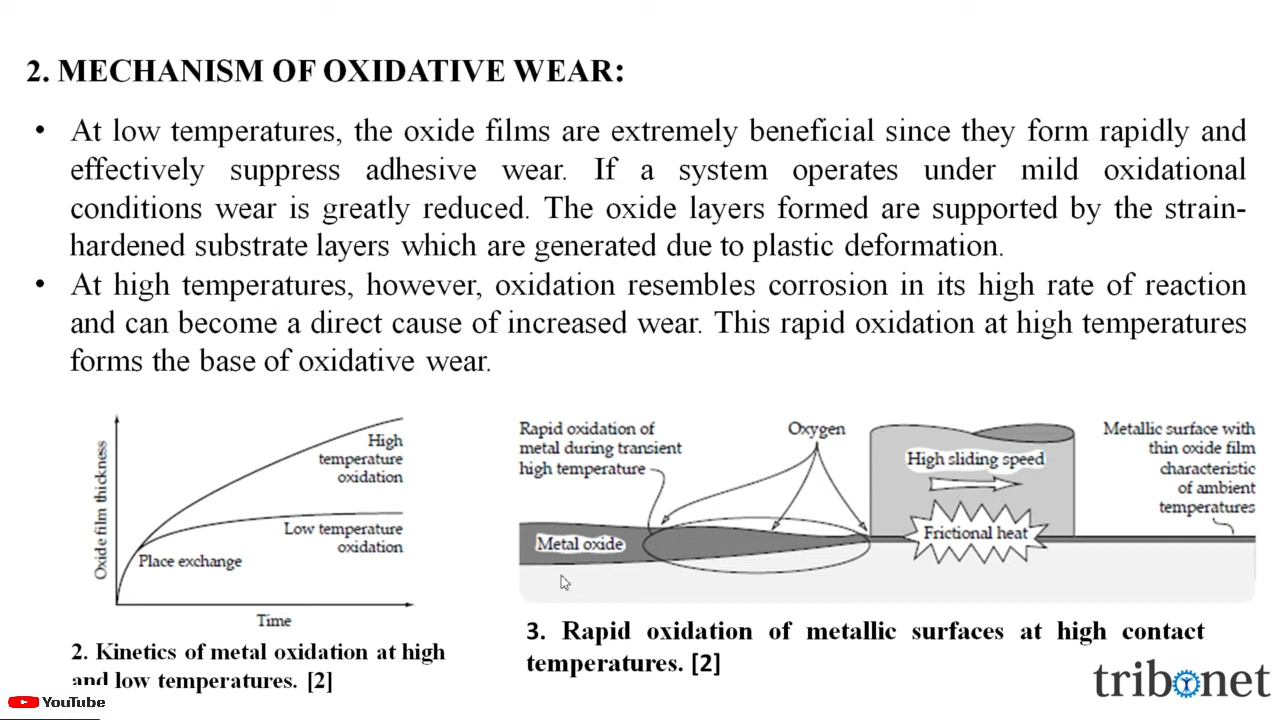 2. MECHANISM OF OXIDATIVE WEAR:
• At low temperatures, the oxide films are extremely beneficial since they form rapidly and
effectively suppress adhesive wear. If a system operates under mild oxidational
conditions wear is greatly reduced. The oxide layers formed are supported by the strain-
hardened substrate layers which are generated due to plastic deformation.
• At high temperatures, however, oxidation resembles corrosion in its high rate of reaction
and can become a direct cause of increased wear. This rapid oxidation at high temperatures
forms the base of oxidative wear.
Oxide film thickness
High
temperature
oxidation
Low temperature
oxidation
Place exchange
Time
2. Kinetics of metal oxidation at high
and low temperatures. [2]
Rapid oxidation of
metal during transient
high temperature
Oxygen
High sliding speed
Metallic surface with
thin oxide film
characteristic
of ambient
temperatures
Metal oxide
Frictional heat
3. Rapid oxidation of metallic surfaces at high contact
temperatures. [2]
tribonet
YouTube